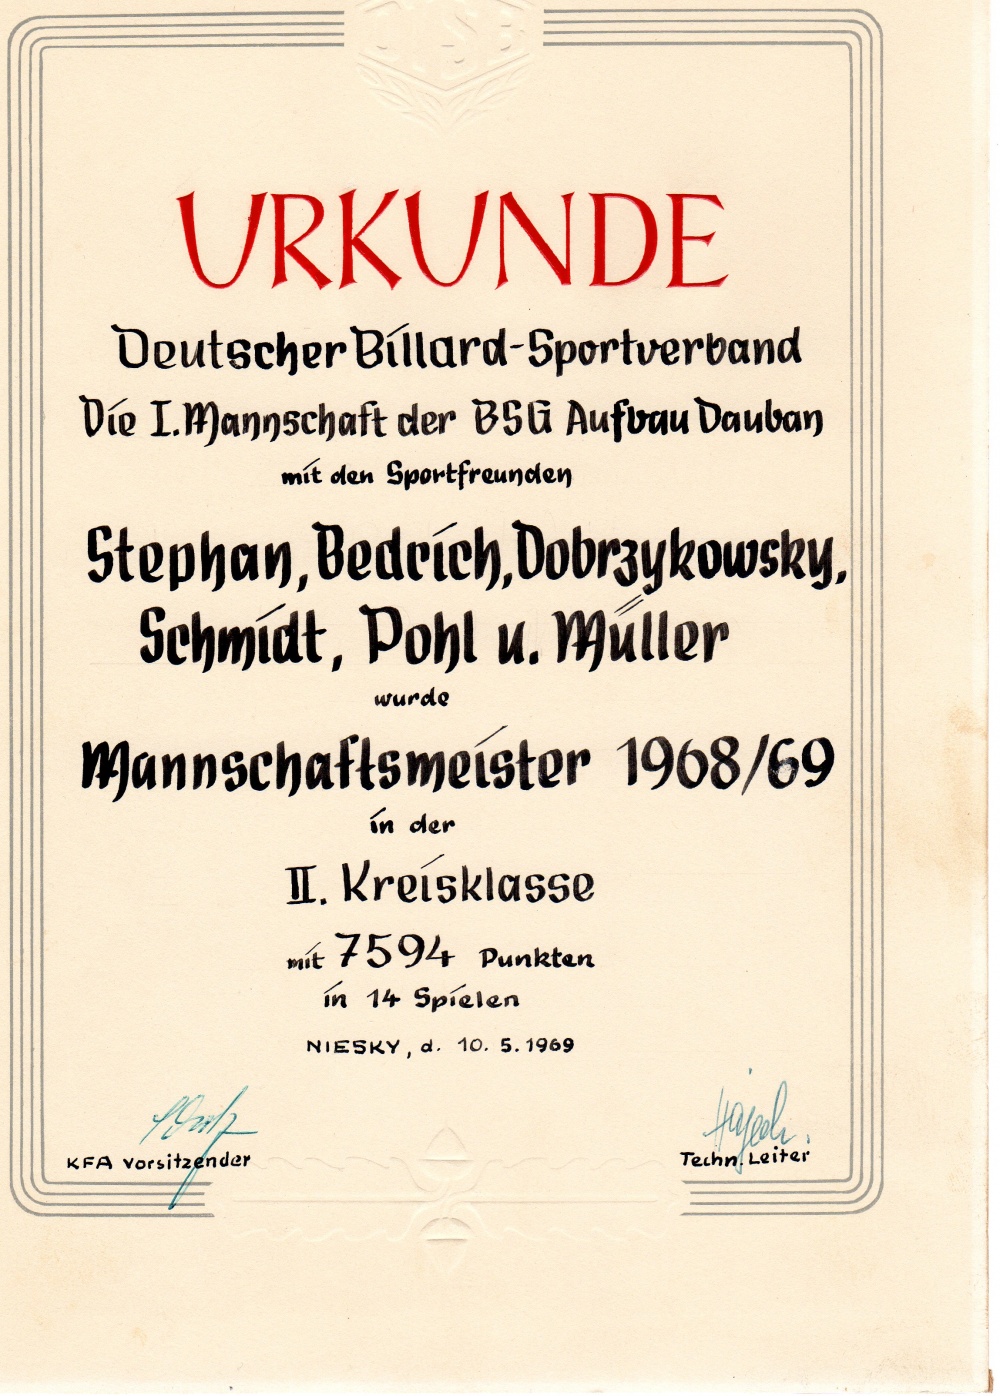 URKUNDE
Deutscher Billard-Sportverband
Die I. Mannschaft der BSG Aufbau Dauban
mit den Sportfreunden
Stephan, Bedrich, Dobrzykowsky,
Schmidt, Pohl u. Müller
wurde
Mannschaftsmeister 1968/69
in der
II. Kreisklasse
mit 7594 Punkten
in 14 Spielen
NIESKY, d. 10. 5. 1969
KFA Vorsitzender
Techn. Leiter